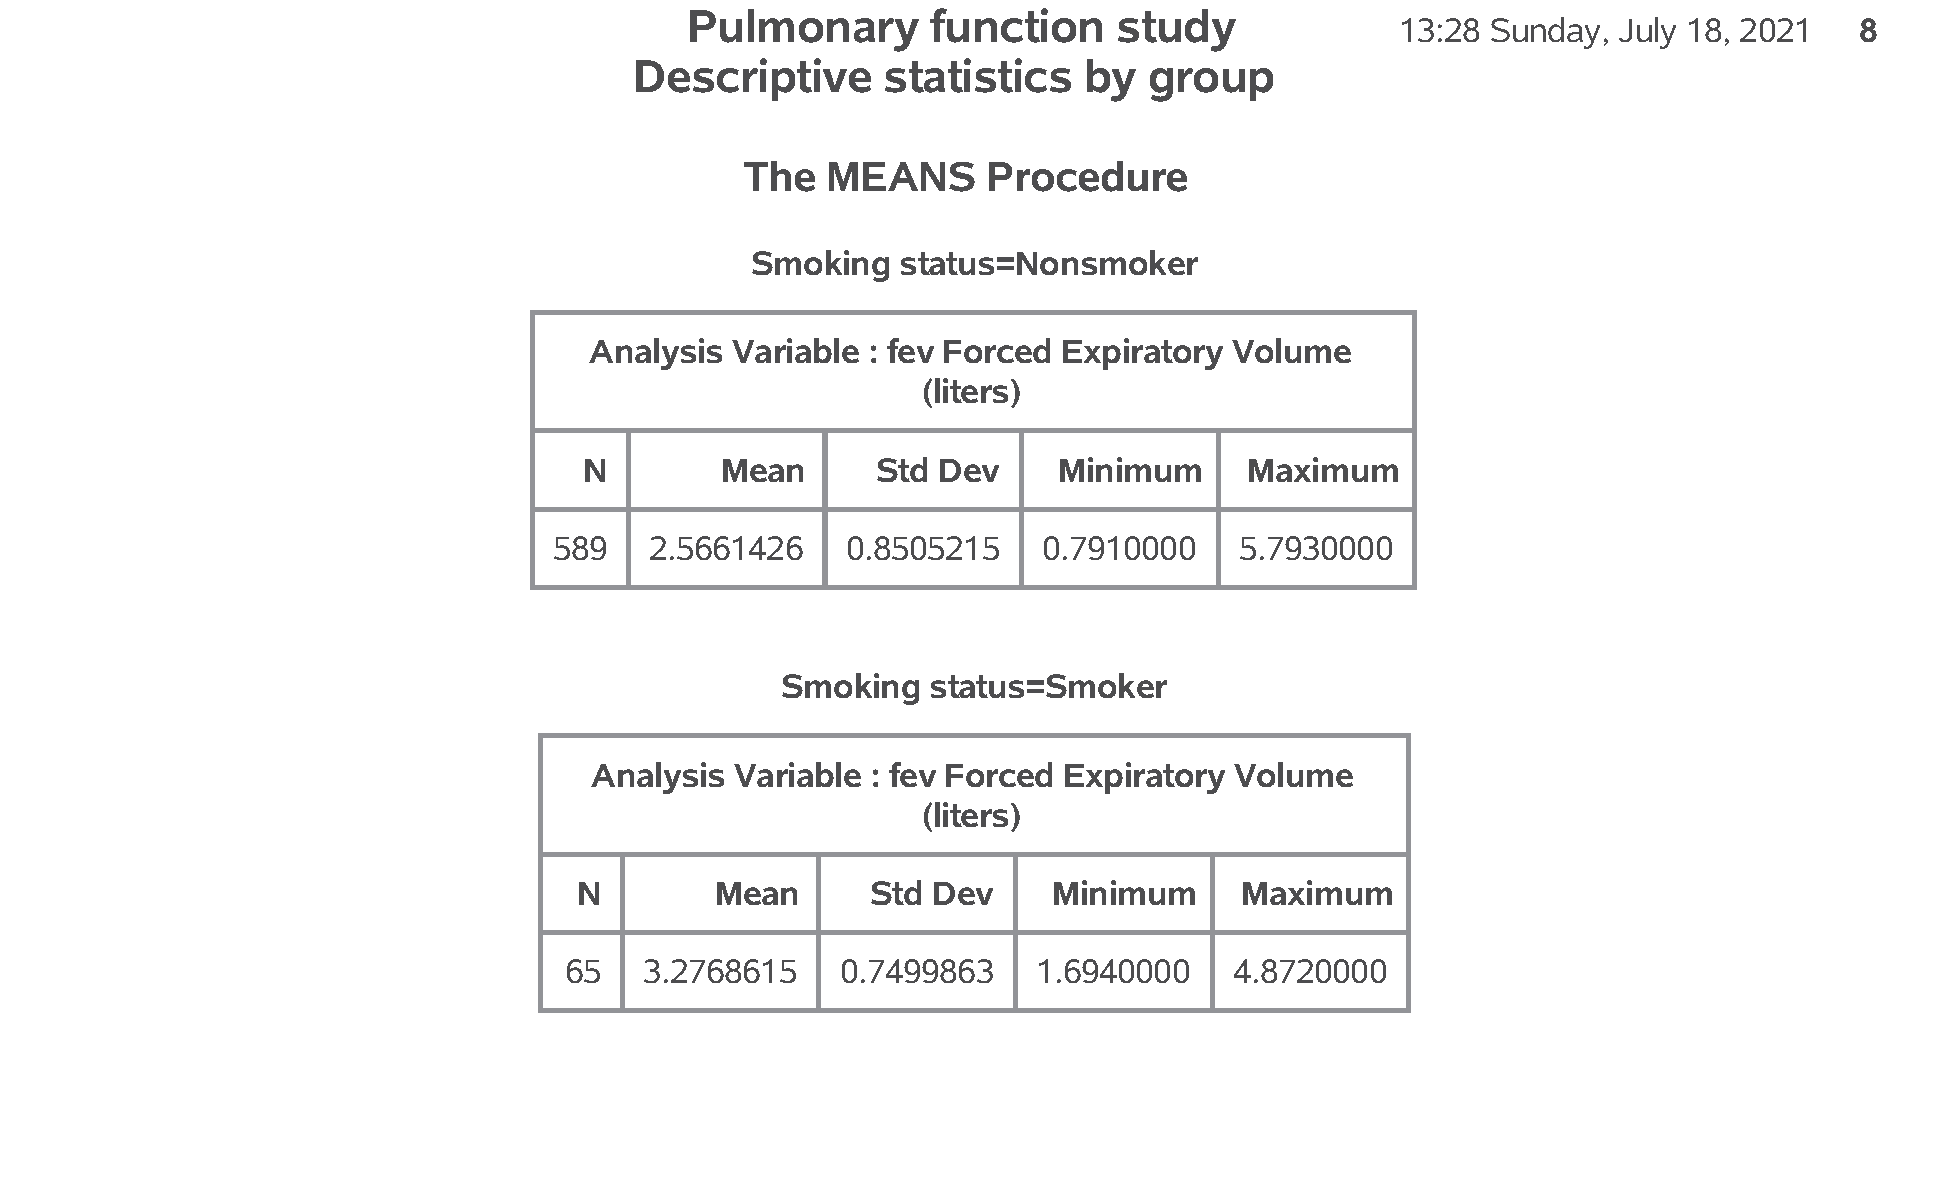 Pulmonary function study 13:28 Sunday, July 18, 2021 8
Descriptive statistics by group
The MEANS Procedure
Smoking status=Nonsmoker
Analysis Variable : fev Forced Expiratory Volume
(liters)
N Mean Std Dev Minimum Maximum
589 2.5661426 0.8505215 0.7910000 5.7930000
Smoking status=Smoker
Analysis Variable : fev Forced Expiratory Volume
(liters)
N Mean Std Dev Minimum Maximum
65 3.2768615 0.7499863 1.6940000 4.8720000